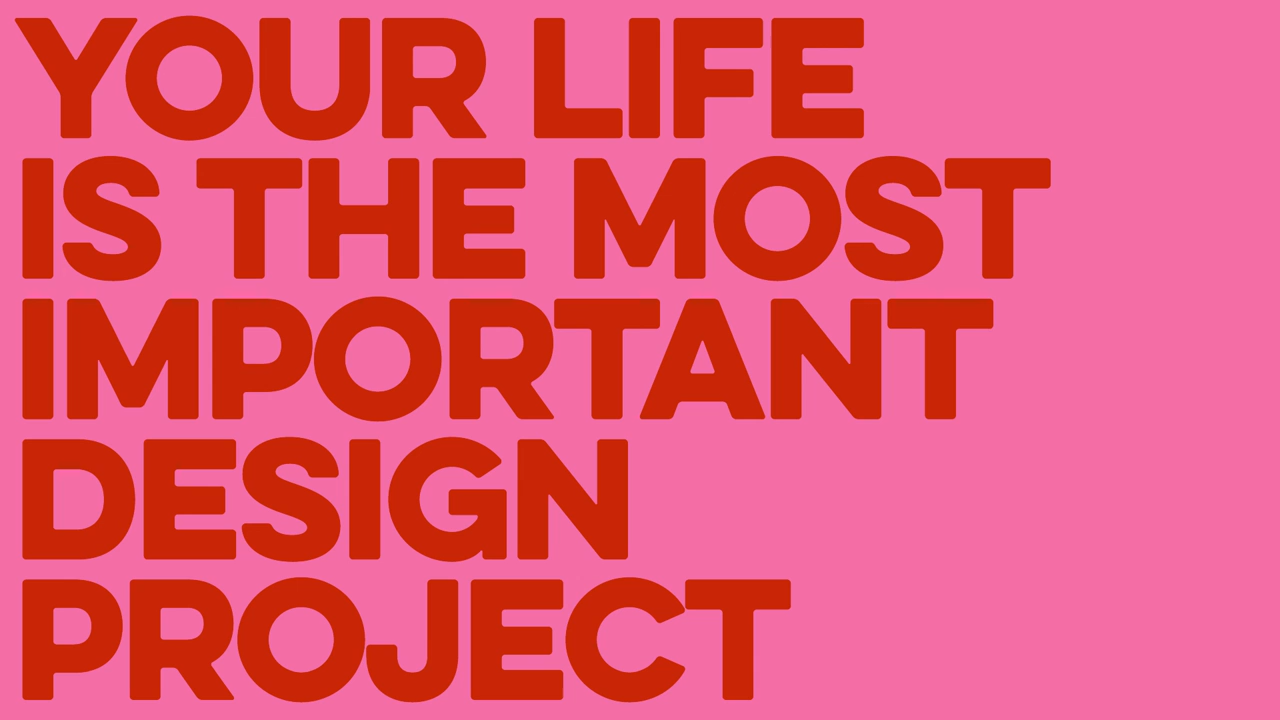 YOUR LIFE
IS THE MOST
IMPORTANT
DESIGN
PROJECT